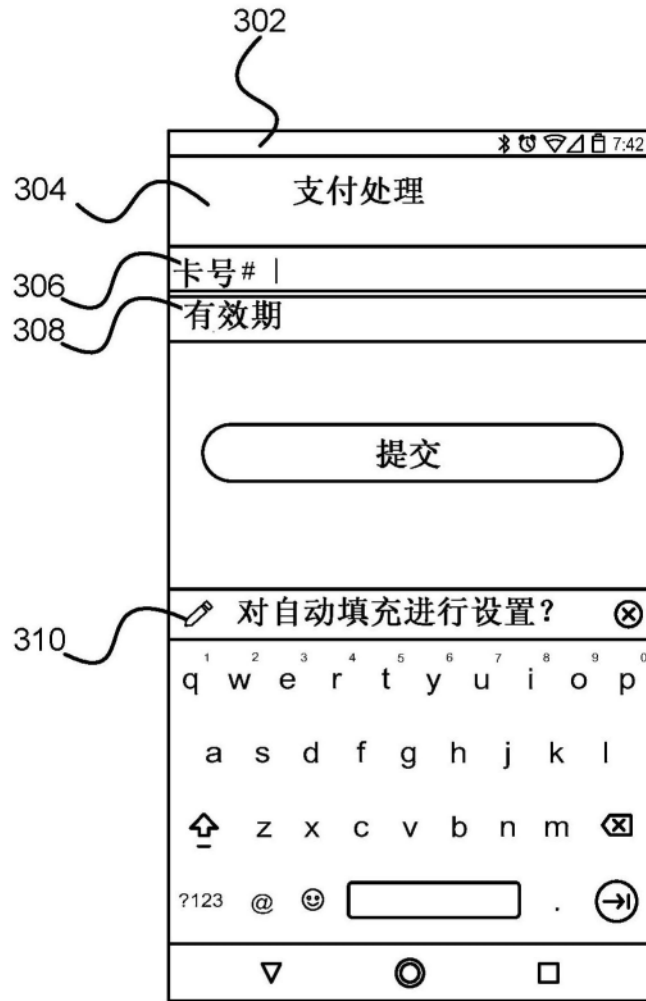 302
7:42
304
支付处理
306
卡号# |
308
有效期
提交
310
对自动填充进行设置？
1 2 3 4 5 6 7 8 9 0
q w e r t y u i o p
a s d f g h j k l
z x c v b n m
?123 @ .